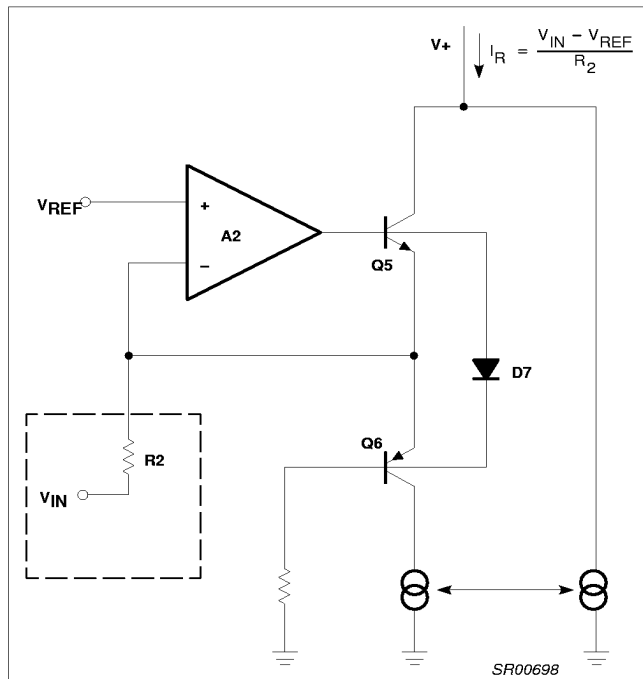 V+
I_R = (V_IN – V_REF) / R_2
V_REF
+
A2
–
Q5
D7
Q6
R2
V_IN
SR00698